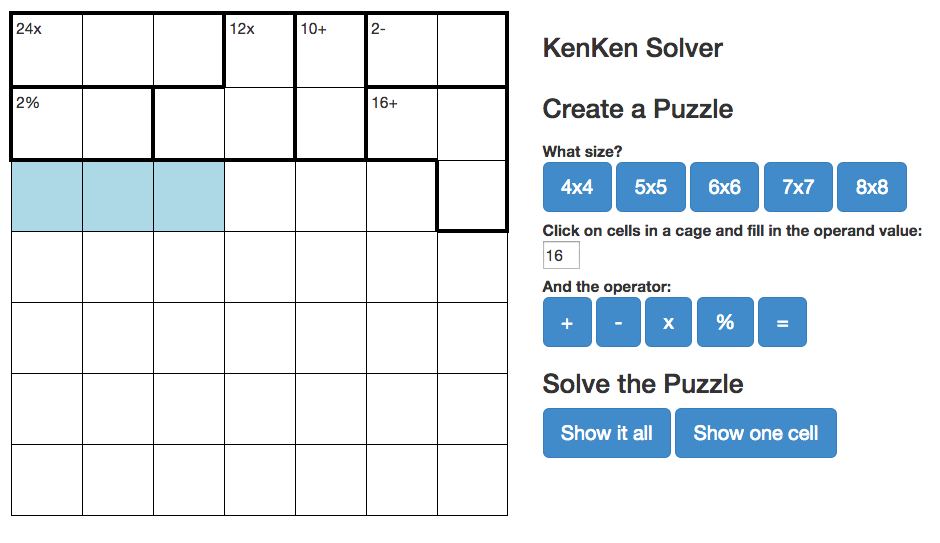 24x 12x 10+ 2-
2% 16+
KenKen Solver
Create a Puzzle
What size?
4x4 5x5 6x6 7x7 8x8
Click on cells in a cage and fill in the operand value:
16
And the operator:
+ - x % =
Solve the Puzzle
Show it all Show one cell